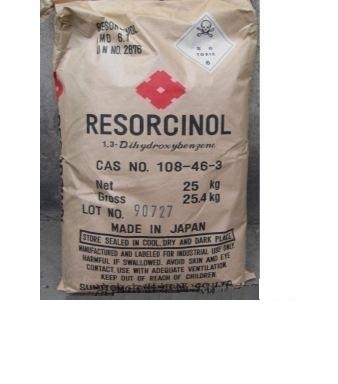 RESORCINOL
MD 6.1
UN NO. 2876
TOXIC
6
RESORCINOL
1,3-Dihydroxybenzene
CAS NO. 108-46-3
Net 25 kg
Gross 25.4 kg
LOT NO. 90727
MADE IN JAPAN
STORE SEALED IN COOL, DRY AND DARK PLACE
MANUFACTURED AND LABELED FOR INDUSTRIAL USE ONLY
HARMFUL IF SWALLOWED. AVOID SKIN AND EYE
CONTACT. USE WITH ADEQUATE VENTILATION.
KEEP OUT OF REACH OF CHILDREN.